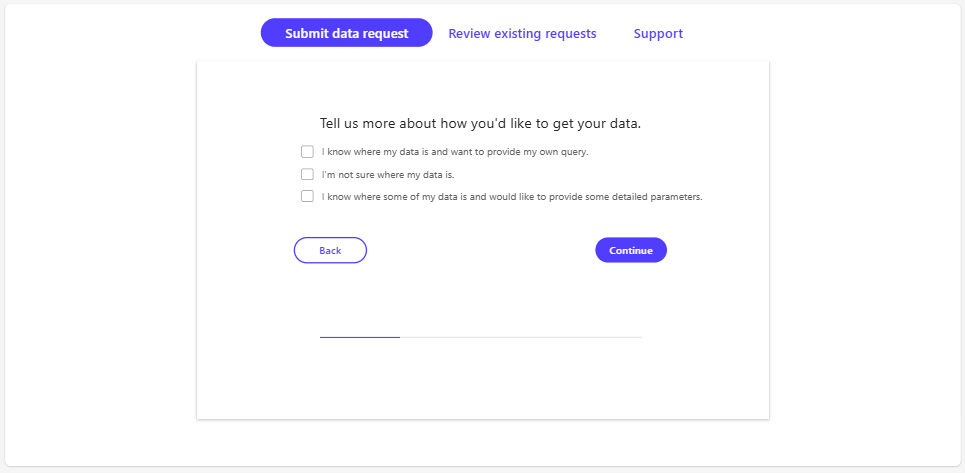 Submit data request
Review existing requests
Support
Tell us more about how you'd like to get your data.
I know where my data is and want to provide my own query.
I'm not sure where my data is.
I know where some of my data is and would like to provide some detailed parameters.
Back
Continue